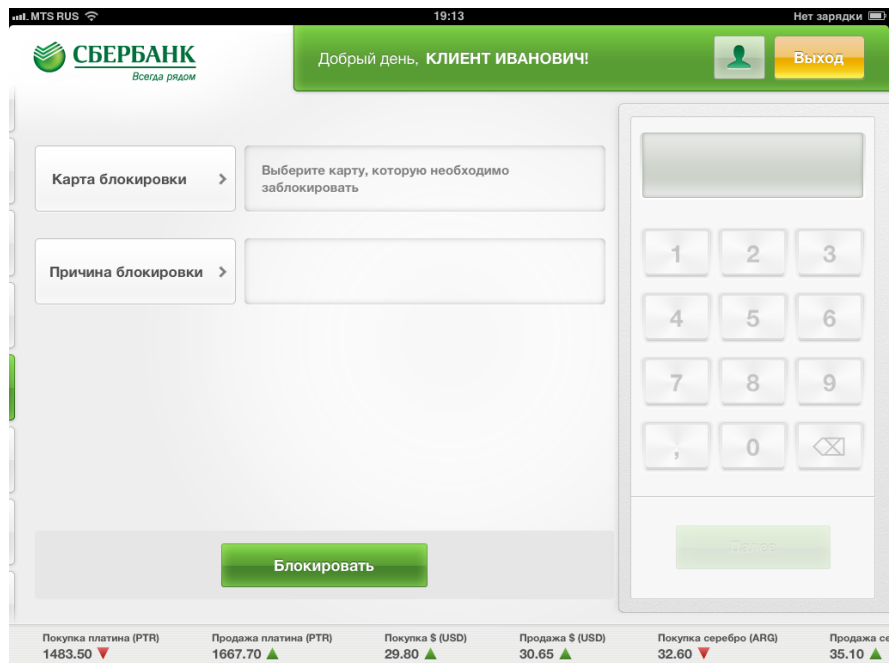 MTS RUS 19:13 Нет зарядки
СБЕРБАНК
Всегда рядом
Добрый день, КЛИЕНТ ИВАНОВИЧ!
Выход
Карта блокировки
Выберите карту, которую необходимо
заблокировать
Причина блокировки
1 2 3
4 5 6
7 8 9
, 0
Далее
Блокировать
Покупка платина (PTR) Продажа платина (PTR) Покупка $ (USD) Продажа $ (USD) Покупка серебро (ARG) Продажа се
1483.50 1667.70 29.80 30.65 32.60 35.10